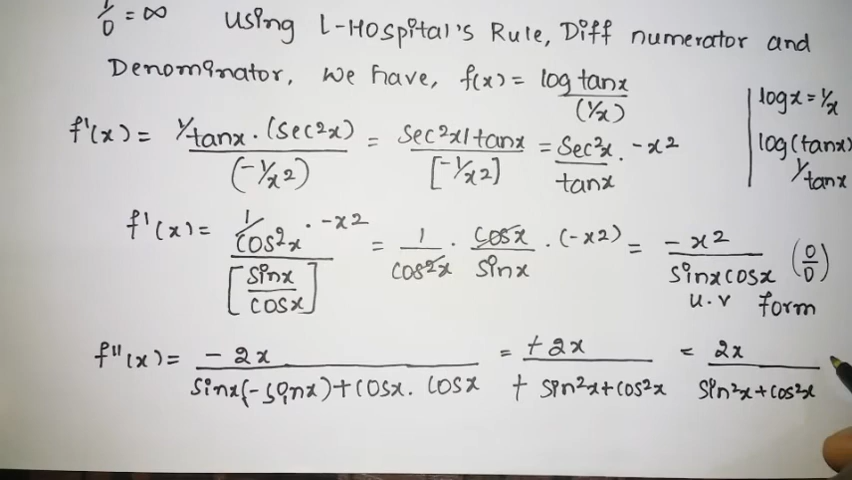 1/0 = ∞ Using L-Hospital's Rule, Diff numerator and
Denominator, we have, f(x) = log tanx / (1/x)
logx = 1/x
log(tanx)
1/tanx
f'(x) = 1/tanx . (sec²x) / (-1/x2) = sec²x/tanx / [-1/x2] = sec²x / tanx . -x2
f'(x) = 1/cos²x . -x2 / [sinx / cosx] = 1/cos²x . cosx/sinx . (-x2) = -x2 / sinx cosx (0/0)
u.v form
f''(x) = -2x / sinx(-sinx)+cosx. cosx = +2x / + sin²x+cos²x = 2x / sin²x+cos²x